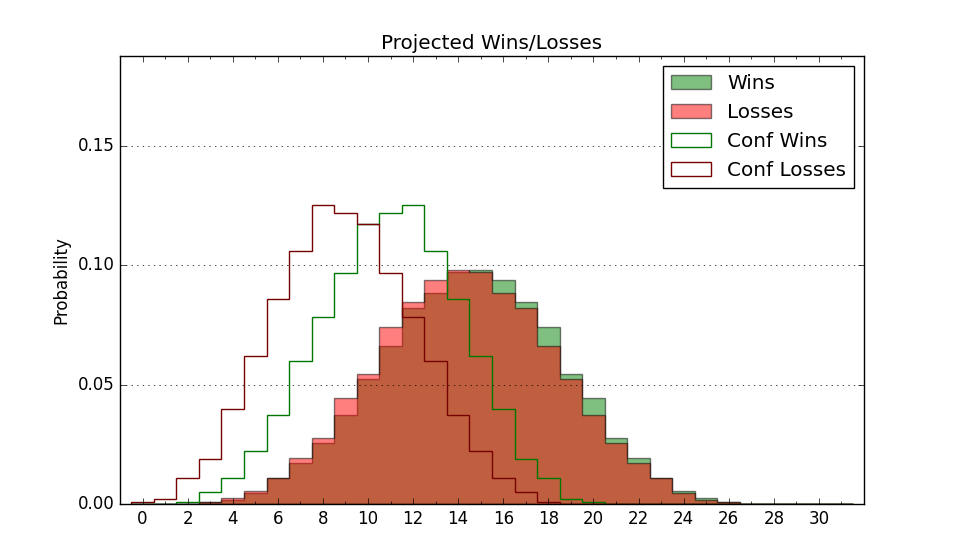 Projected Wins/Losses
Wins
Losses
Conf Wins
Conf Losses
Probability
0.15
0.10
0.05
0.00
0 2 4 6 8 10 12 14 16 18 20 22 24 26 28 30